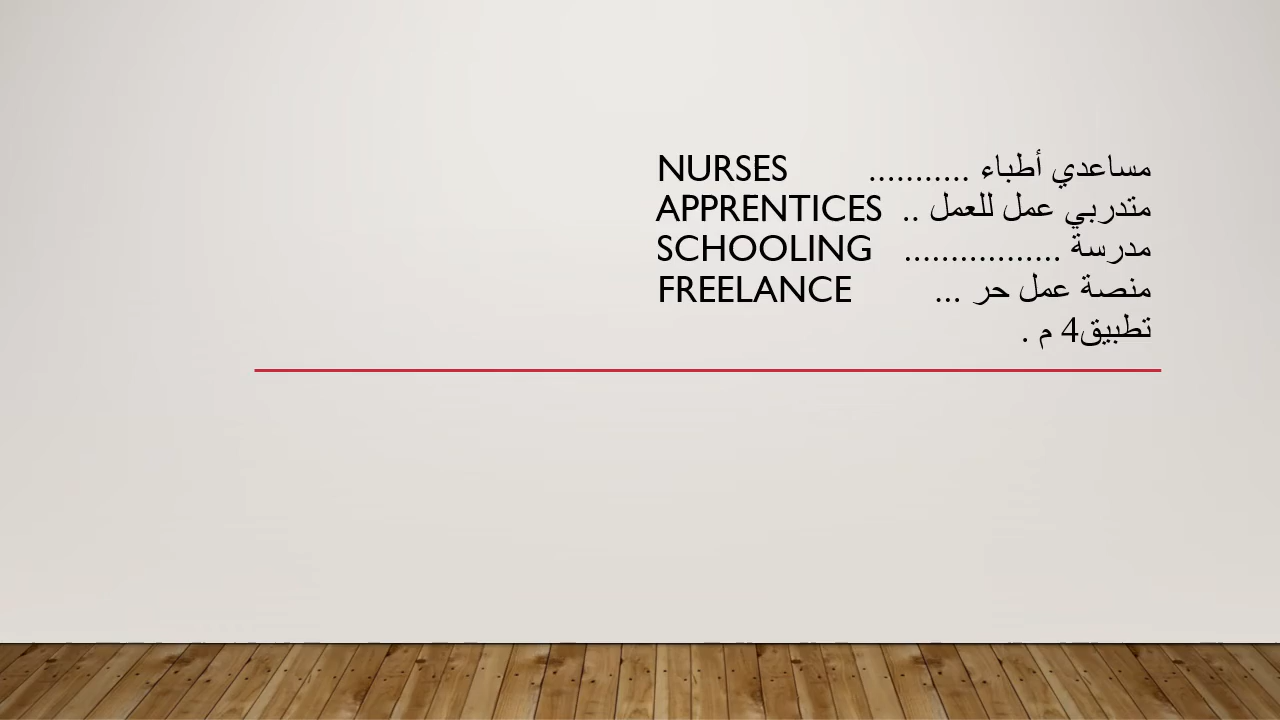 مساعدي أطباء ........... NURSES
متدربي عمل للعمل .. APPRENTICES
مدرسة ................. SCHOOLING
منصة عمل حر ... FREELANCE
تطبيق4 م .